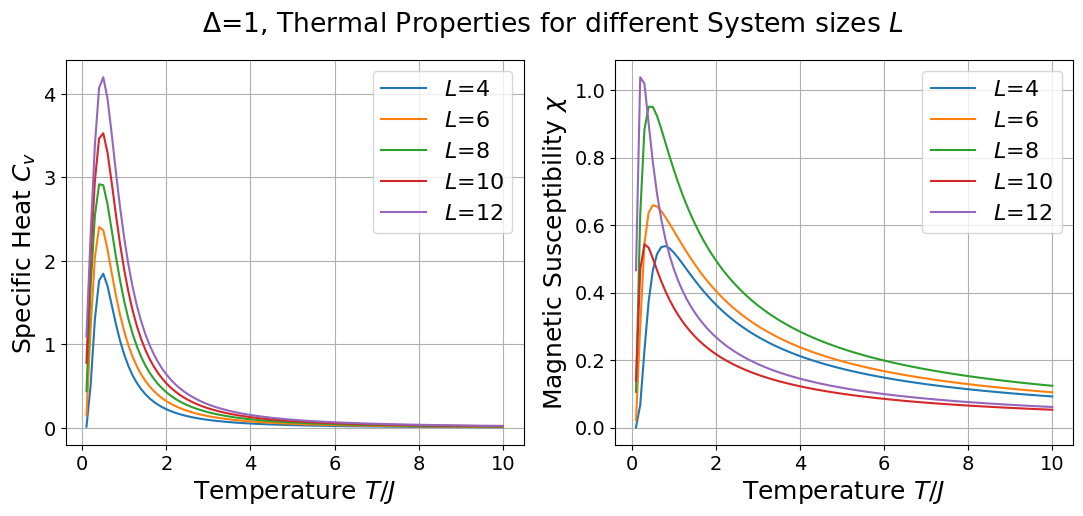 Δ=1, Thermal Properties for different System sizes L
Specific Heat Cv
4
3
2
1
0
0 2 4 6 8 10
Temperature T/J
L=4
L=6
L=8
L=10
L=12
Magnetic Susceptibility χ
1.0
0.8
0.6
0.4
0.2
0.0
0 2 4 6 8 10
Temperature T/J
L=4
L=6
L=8
L=10
L=12